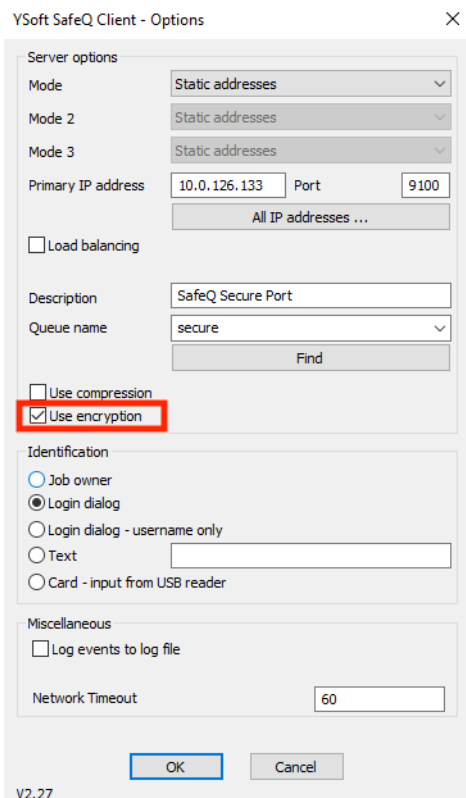 YSoft SafeQ Client - Options
Server options
Mode Static addresses
Mode 2 Static addresses
Mode 3 Static addresses
Primary IP address 10.0.126.133 Port 9100
All IP addresses ...
Load balancing
Description SafeQ Secure Port
Queue name secure
Find
Use compression
Use encryption
Identification
Job owner
Login dialog
Login dialog - username only
Text
Card - input from USB reader
Miscellaneous
Log events to log file
Network Timeout 60
OK Cancel
V2.27